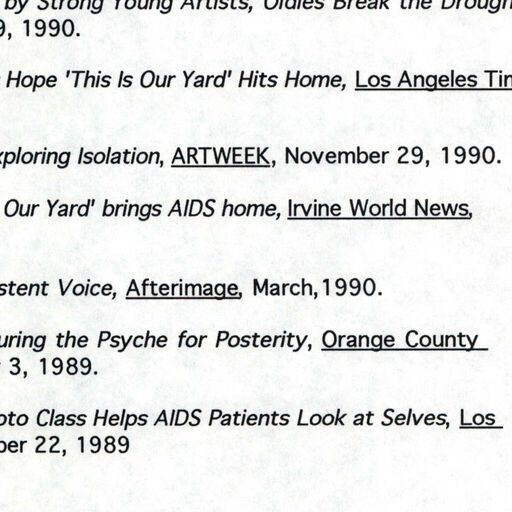 by Strong Young Artists, Oldies Break the Drough
9, 1990.
Hope 'This Is Our Yard' Hits Home, Los Angeles Tim
xploring Isolation, ARTWEEK, November 29, 1990.
Our Yard' brings AIDS home, Irvine World News,
stent Voice, Afterimage, March,1990.
uring the Psyche for Posterity, Orange County
3, 1989.
oto Class Helps AIDS Patients Look at Selves, Los
ber 22, 1989